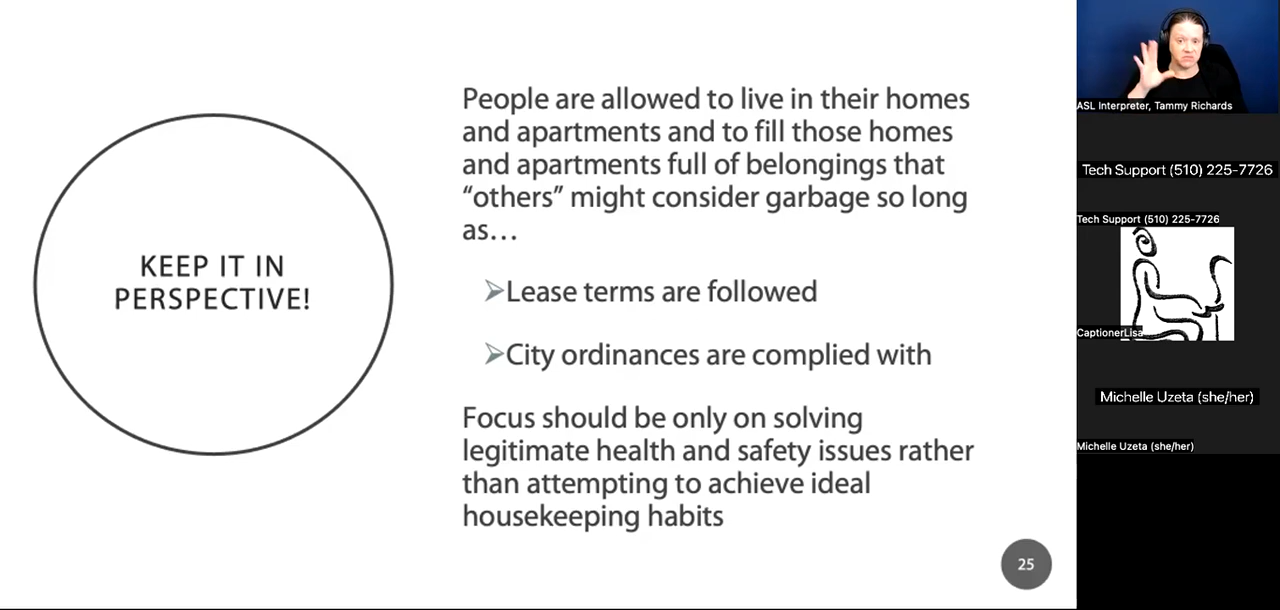 KEEP IT IN
PERSPECTIVE!
People are allowed to live in their homes
and apartments and to fill those homes
and apartments full of belongings that
“others” might consider garbage so long
as…
➢Lease terms are followed
➢City ordinances are complied with
Focus should be only on solving
legitimate health and safety issues rather
than attempting to achieve ideal
housekeeping habits
25
ASL Interpreter, Tammy Richards
Tech Support (510) 225-7726
Tech Support (510) 225-7726
CaptionerLisa
Michelle Uzeta (she/her)
Michelle Uzeta (she/her)